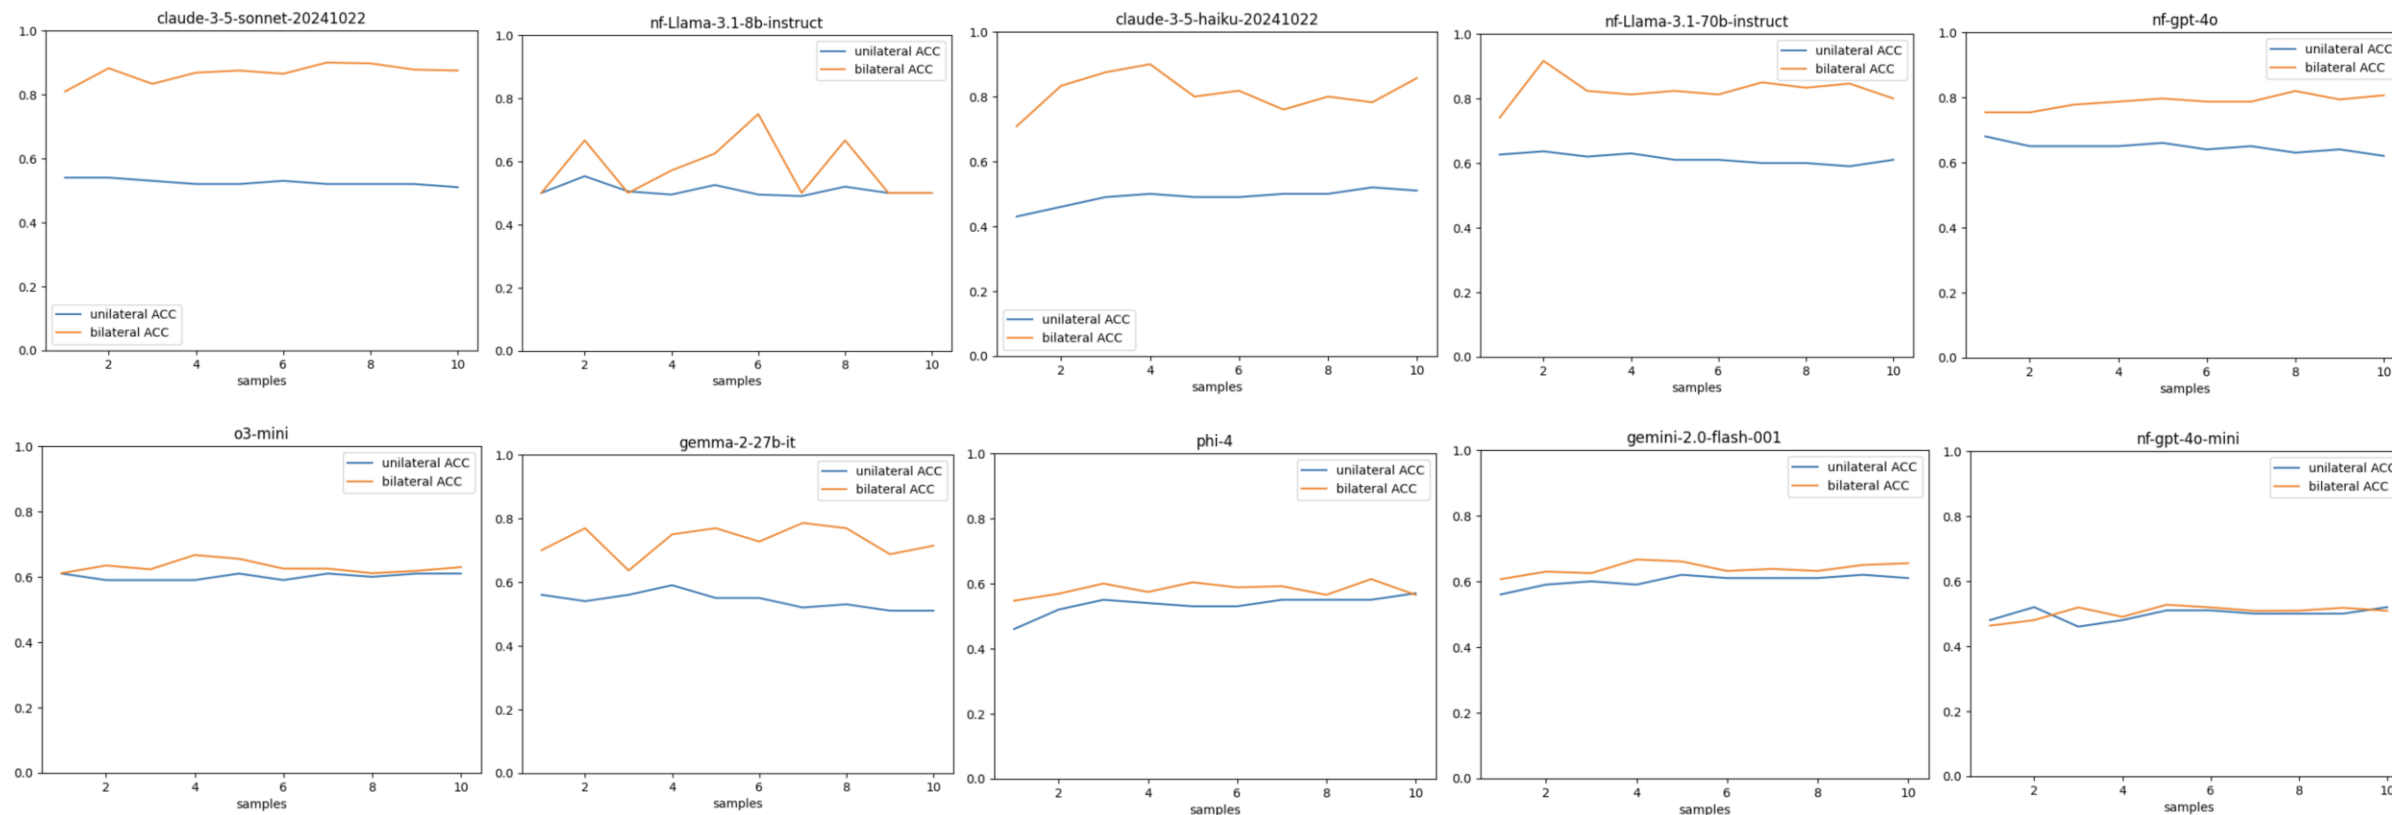 claude-3-5-sonnet-20241022
1.0
0.8
0.6
0.4
0.2
0.0
unilateral ACC
bilateral ACC
2 4 6 8 10
samples
nf-Llama-3.1-8b-instruct
1.0
0.8
0.6
0.4
0.2
0.0
unilateral ACC
bilateral ACC
2 4 6 8 10
samples
claude-3-5-haiku-20241022
1.0
0.8
0.6
0.4
0.2
0.0
unilateral ACC
bilateral ACC
2 4 6 8 10
samples
nf-Llama-3.1-70b-instruct
1.0
0.8
0.6
0.4
0.2
0.0
unilateral ACC
bilateral ACC
2 4 6 8 10
samples
nf-gpt-4o
1.0
0.8
0.6
0.4
0.2
0.0
unilateral ACC
bilateral ACC
2 4 6 8 10
samples
o3-mini
1.0
0.8
0.6
0.4
0.2
0.0
unilateral ACC
bilateral ACC
2 4 6 8 10
samples
gemma-2-27b-it
1.0
0.8
0.6
0.4
0.2
0.0
unilateral ACC
bilateral ACC
2 4 6 8 10
samples
phi-4
1.0
0.8
0.6
0.4
0.2
0.0
unilateral ACC
bilateral ACC
2 4 6 8 10
samples
gemini-2.0-flash-001
1.0
0.8
0.6
0.4
0.2
0.0
unilateral ACC
bilateral ACC
2 4 6 8 10
samples
nf-gpt-4o-mini
1.0
0.8
0.6
0.4
0.2
0.0
unilateral ACC
bilateral ACC
2 4 6 8 10
samples